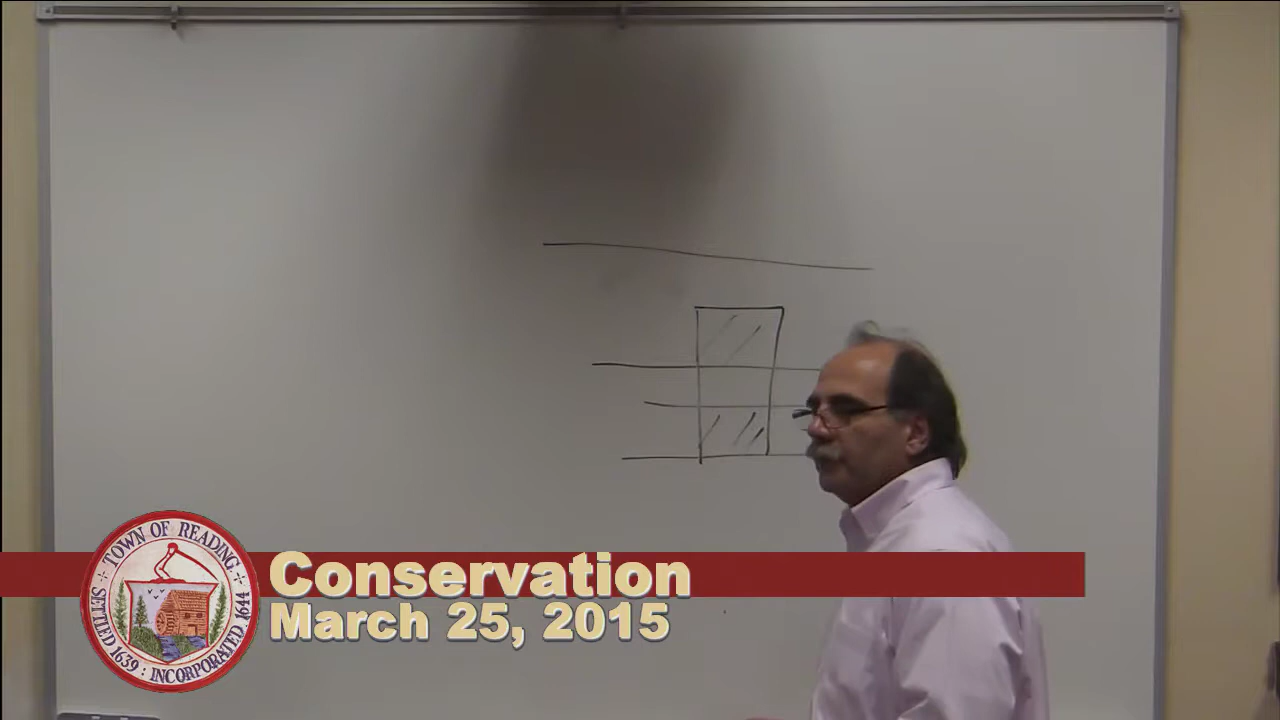 Conservation
March 25, 2015
TOWN OF READING
SETTLED 1639 : INCORPORATED 1644